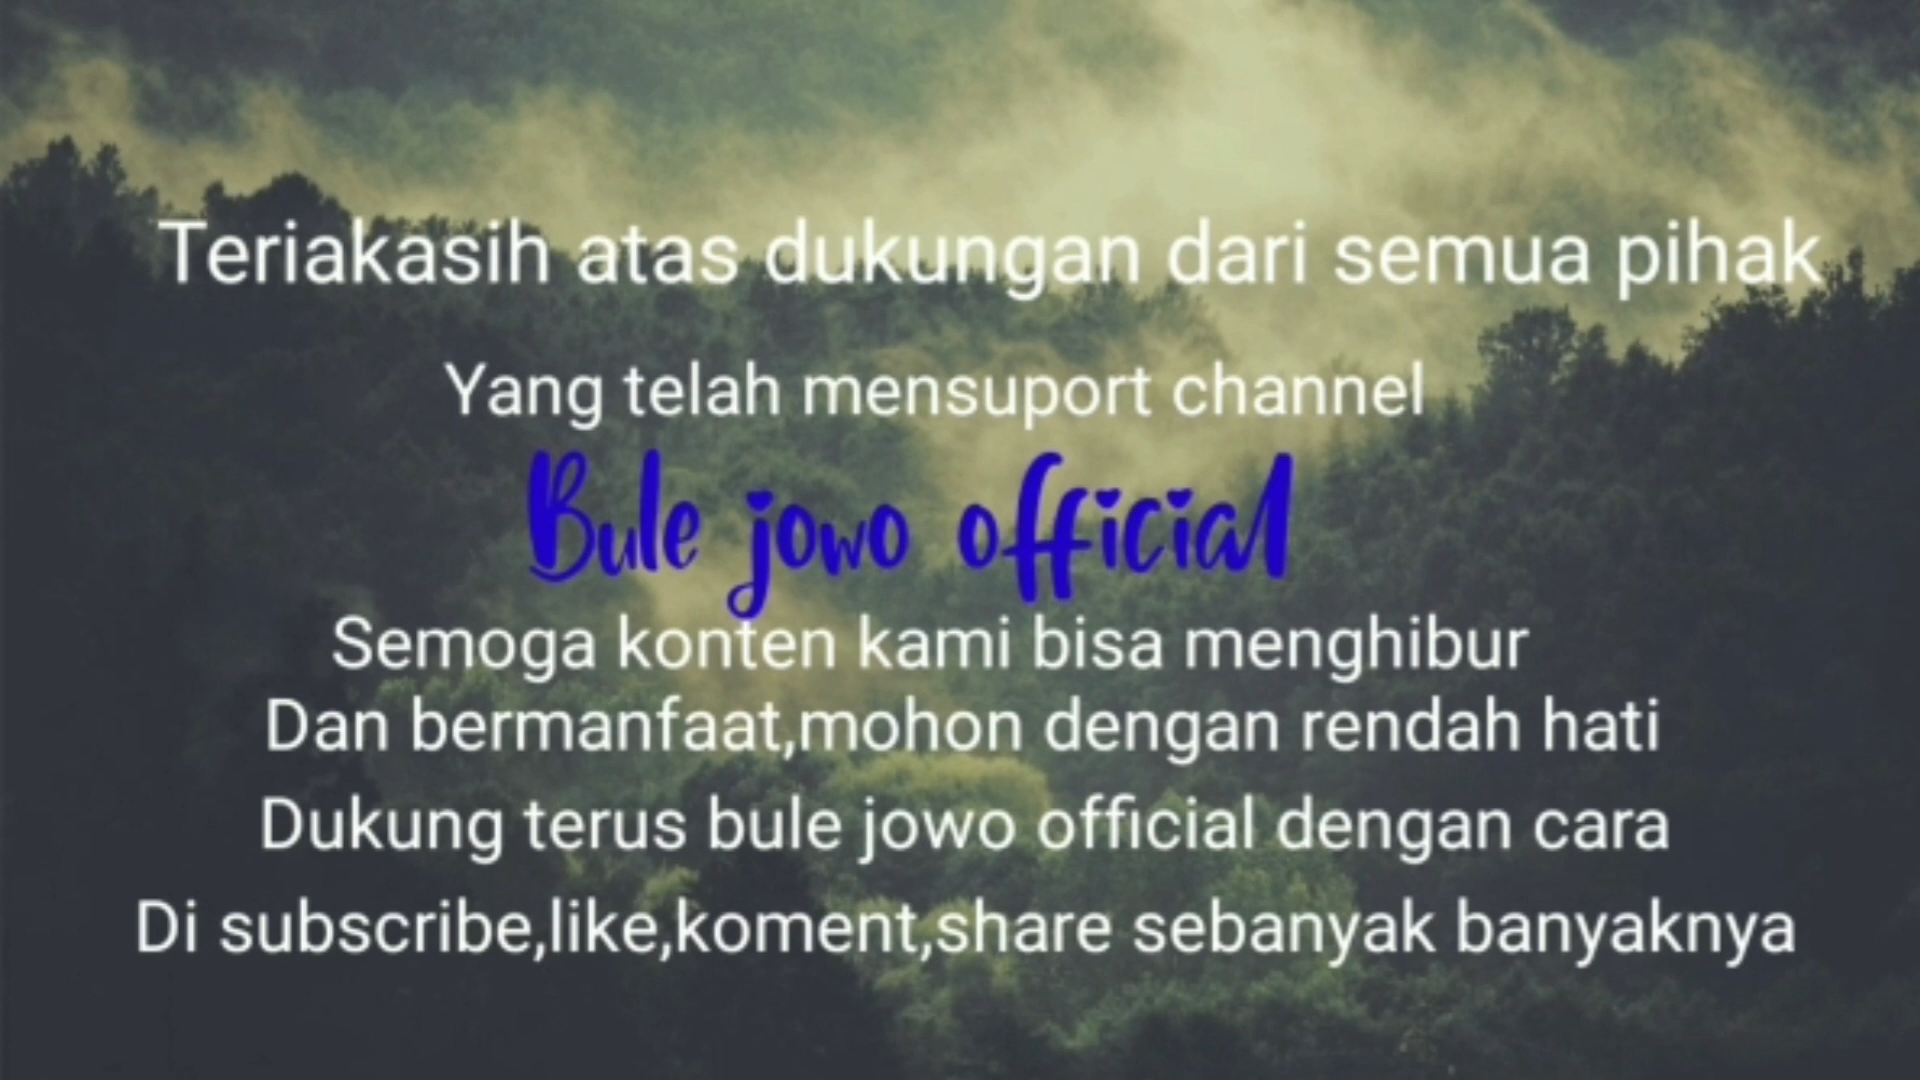 Teriakasih atas dukungan dari semua pihak
Yang telah mensuport channel
Bule jowo official
Semoga konten kami bisa menghibur
Dan bermanfaat,mohon dengan rendah hati
Dukung terus bule jowo official dengan cara
Di subscribe,like,koment,share sebanyak banyaknya